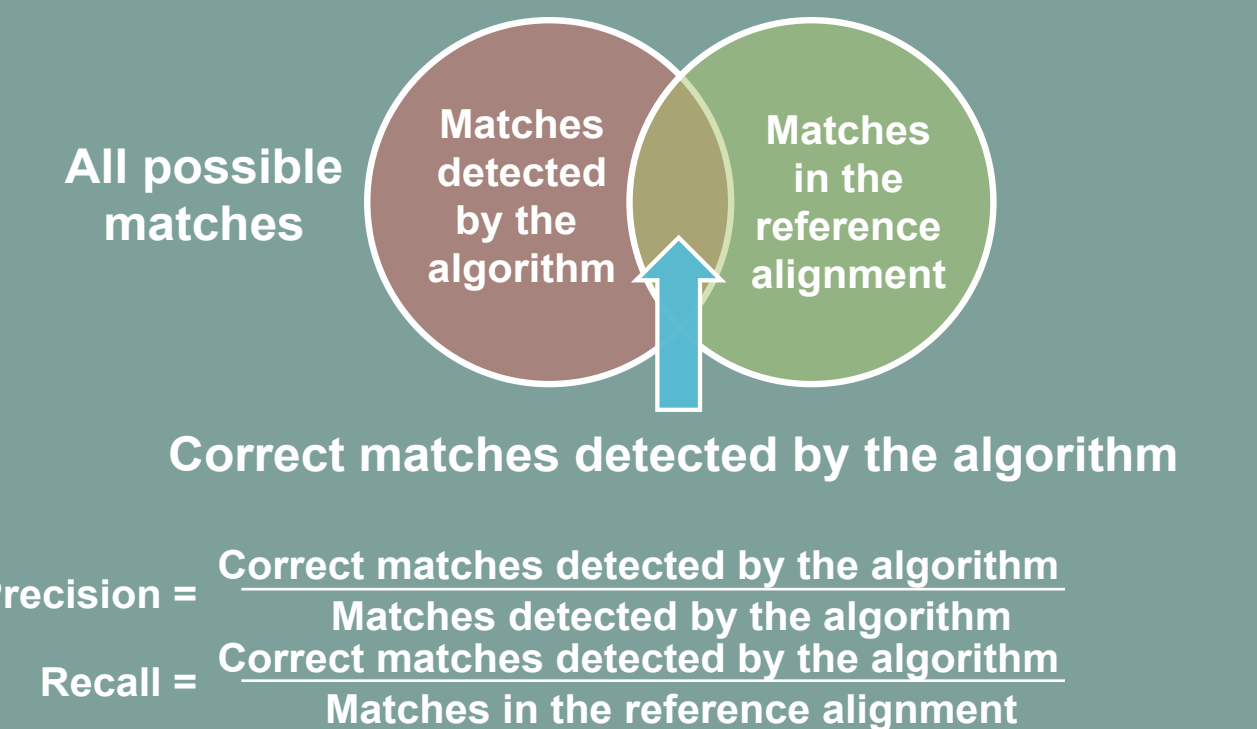 Matches
detected
by the
algorithm
Matches
in the
reference
alignment
All possible
matches
Correct matches detected by the algorithm
Precision =
Correct matches detected by the algorithm
Matches detected by the algorithm
Recall =
Correct matches detected by the algorithm
Matches in the reference alignment